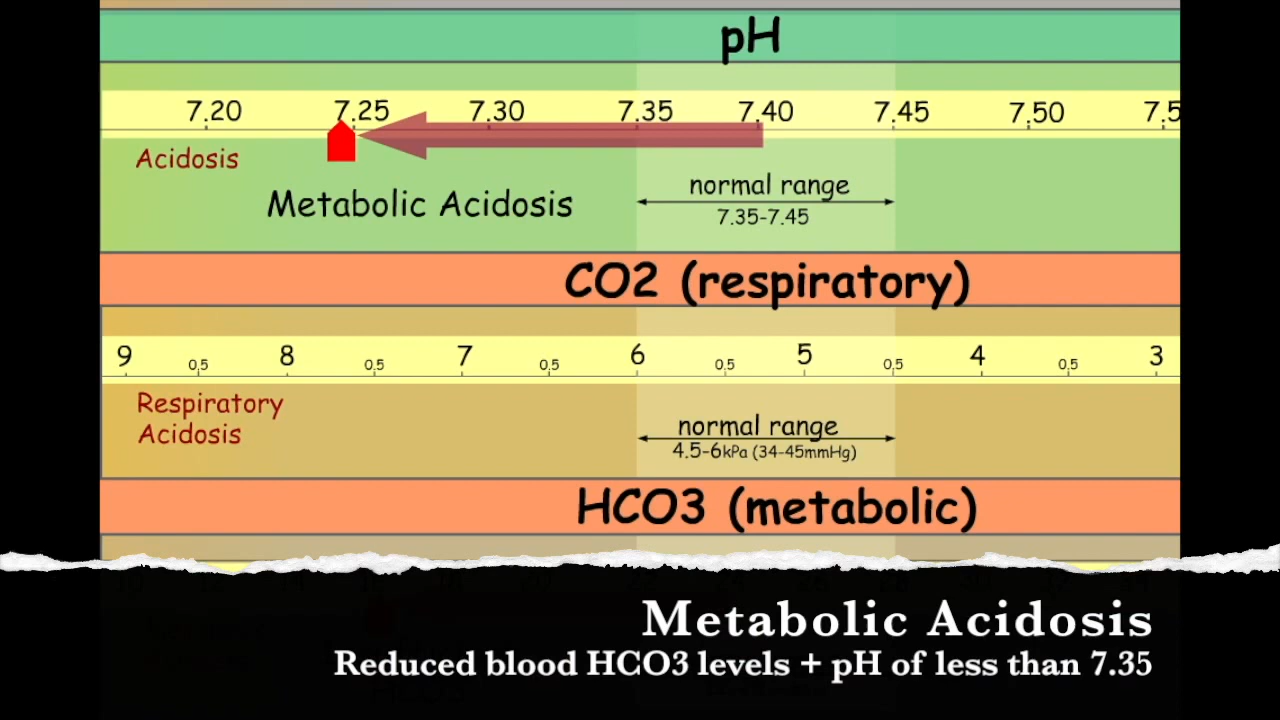 pH
7.20 7.25 7.30 7.35 7.40 7.45 7.50 7.5
Acidosis
normal range
Metabolic Acidosis
7.35-7.45
CO2 (respiratory)
9 0,5 8 0,5 7 0,5 6 0,5 5 0,5 4 0,5 3
Respiratory
Acidosis
normal range
4.5-6kPa (34-45mmHg)
HCO3 (metabolic)
Metabolic Acidosis
Reduced blood HCO3 levels + pH of less than 7.35